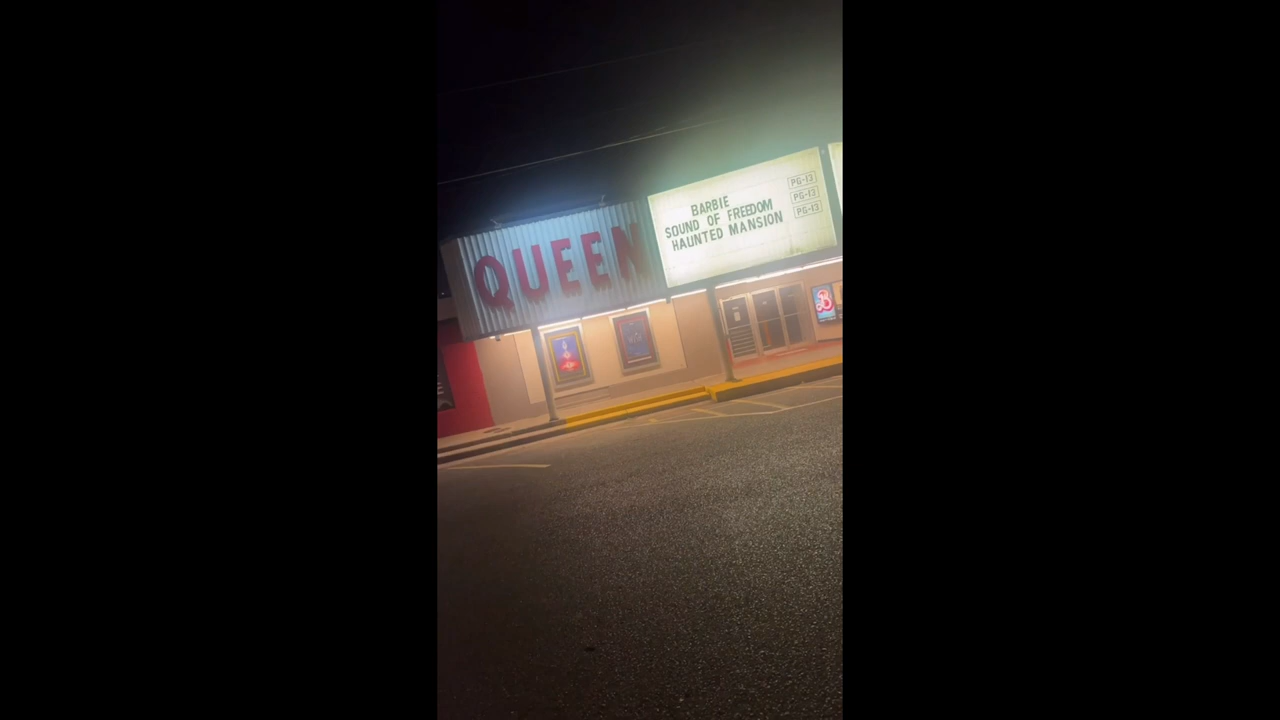 QUEEN
BARBIE PG-13
SOUND OF FREEDOM PG-13
HAUNTED MANSION PG-13
B